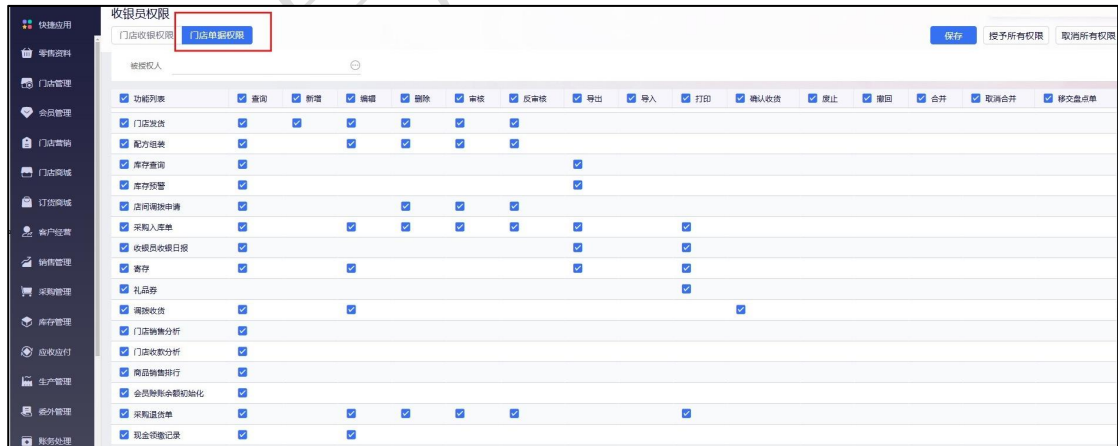 收银员权限
快捷应用
零售资料
门店管理
会员管理
门店营销
门店商城
订货商城
客户经营
销售管理
采购管理
库存管理
应收应付
生产管理
委外管理
账务处理
门店收银权限 门店单据权限
保存 授予所有权限 取消所有权限
被授权人
功能列表 查询 新增 编辑 删除 审核 反审核 导出 导入 打印 确认收货 废止 撤回 合并 取消合并 移交盘点单
门店发货
配方组装
库存查询
库存预警
店间调拨申请
采购入库单
收银员收银日报
寄存
礼品券
调拨收货
门店销售分析
门店收款分析
商品销售排行
会员赊账余额初始化
采购退货单
现金领缴记录